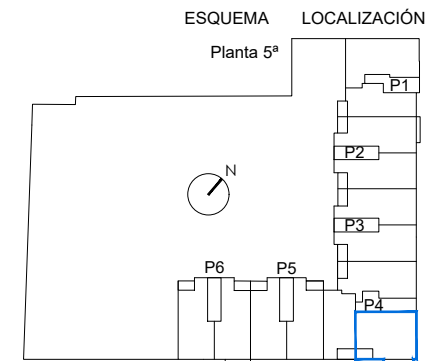 ESQUEMA LOCALIZACIÓN
Planta 5ª
P1
P2
N
P3
P6 P5
P4